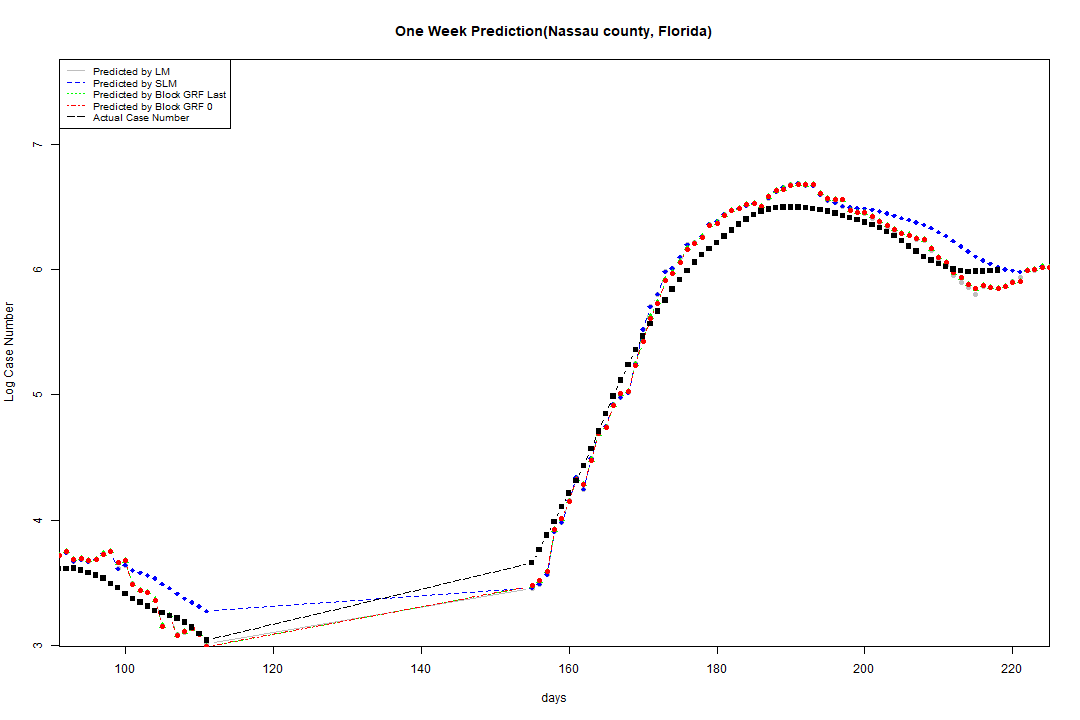 One Week Prediction(Nassau county, Florida)
Predicted by LM
Predicted by SLM
Predicted by Block GRF Last
Predicted by Block GRF 0
Actual Case Number
7
6
5
4
3
Log Case Number
100 120 140 160 180 200 220
days